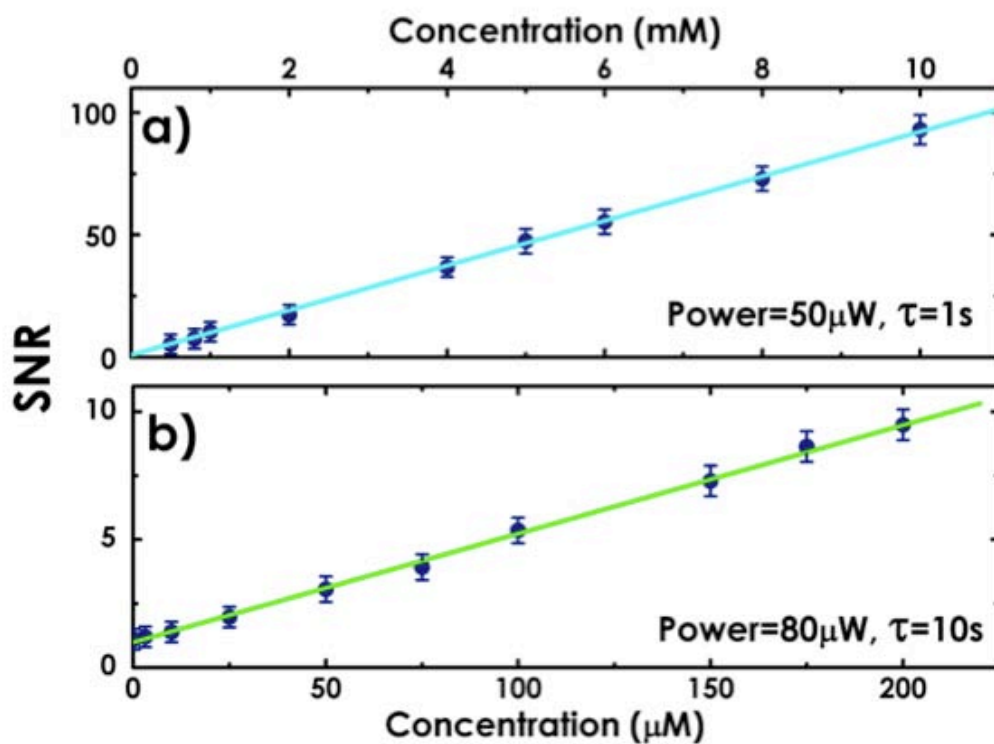 Concentration (mM)
0 2 4 6 8 10
a)
100
50
0
Power=50μW, τ=1s
SNR
b)
10
5
0
Power=80μW, τ=10s
0 50 100 150 200
Concentration (μM)